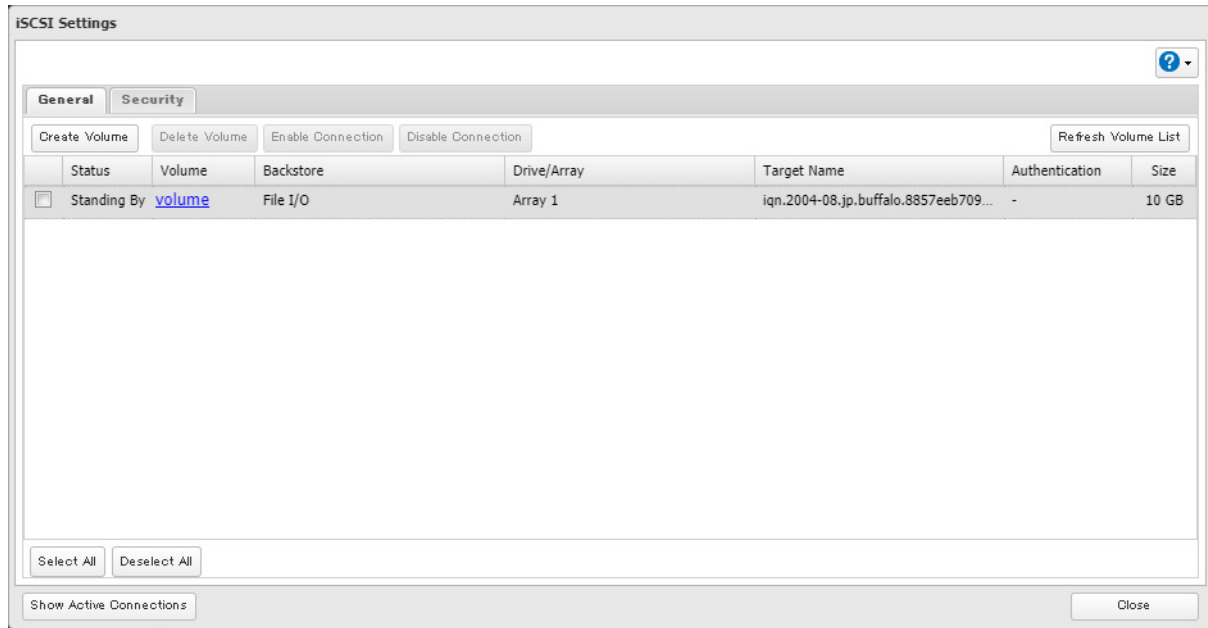 iSCSI Settings
?
General Security
Create Volume Delete Volume Enable Connection Disable Connection Refresh Volume List
Status Volume Backstore Drive/Array Target Name Authentication Size
Standing By volume File I/O Array 1 iqn.2004-08.jp.buffalo.8857eeb709... - 10 GB
Select All Deselect All
Show Active Connections Close